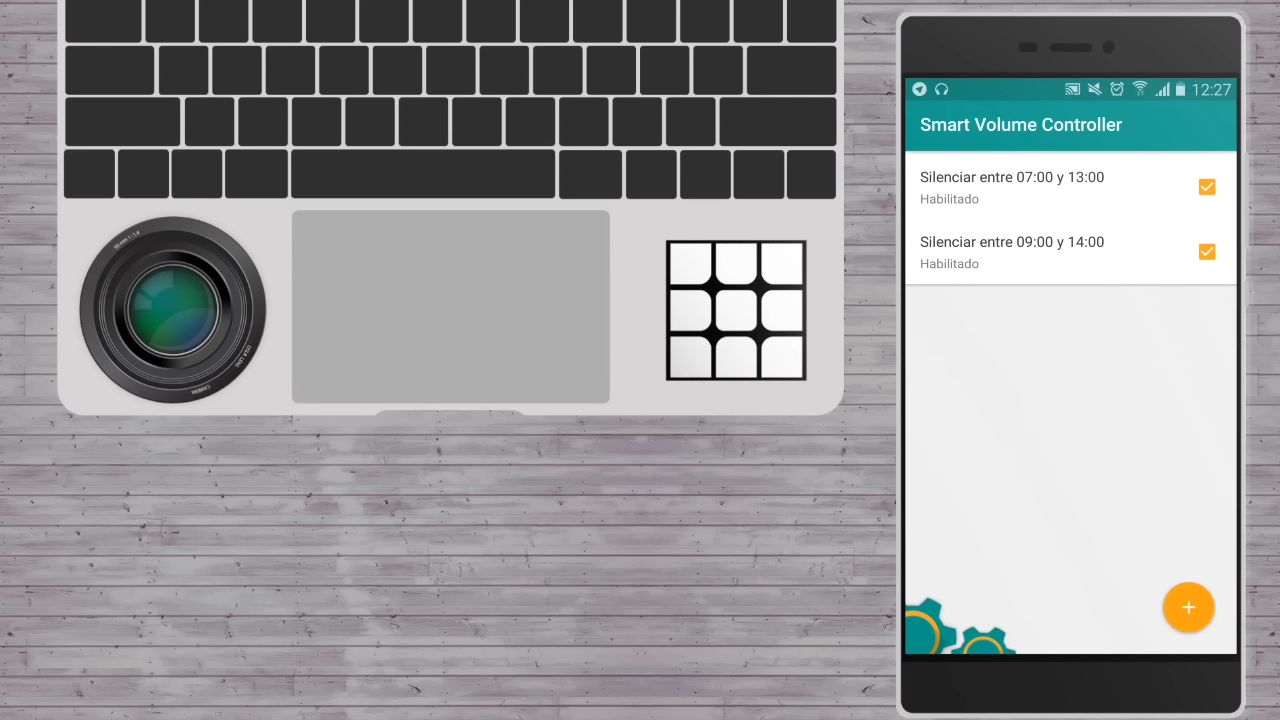 12:27
Smart Volume Controller
Silenciar entre 07:00 y 13:00
Habilitado
Silenciar entre 09:00 y 14:00
Habilitado
CAMERA